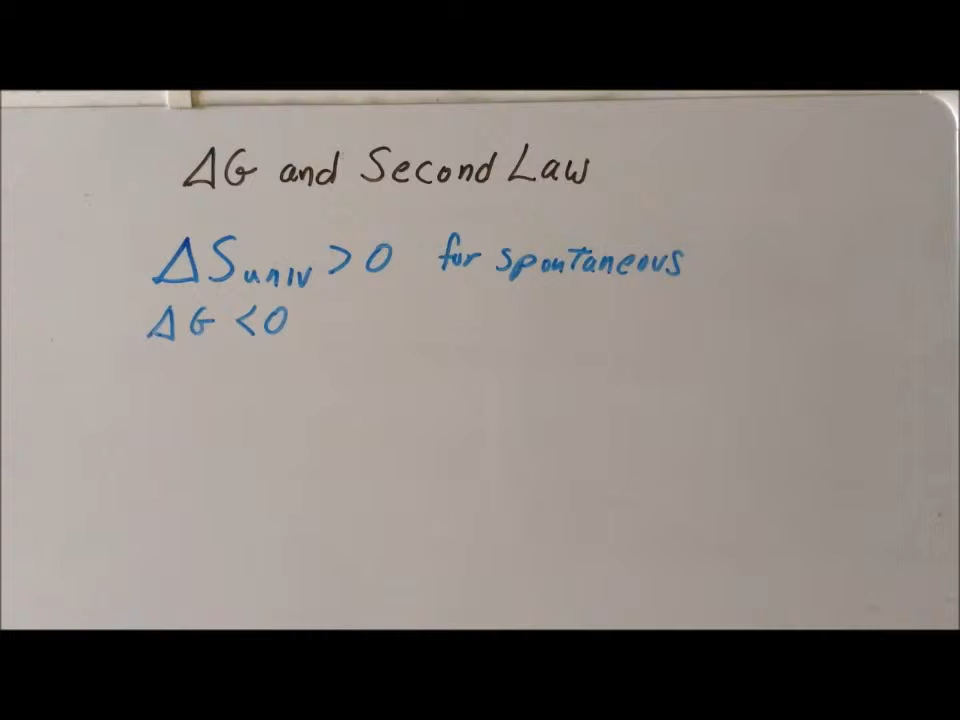 ΔG and Second Law
ΔSuniv > 0 for spontaneous
ΔG < 0